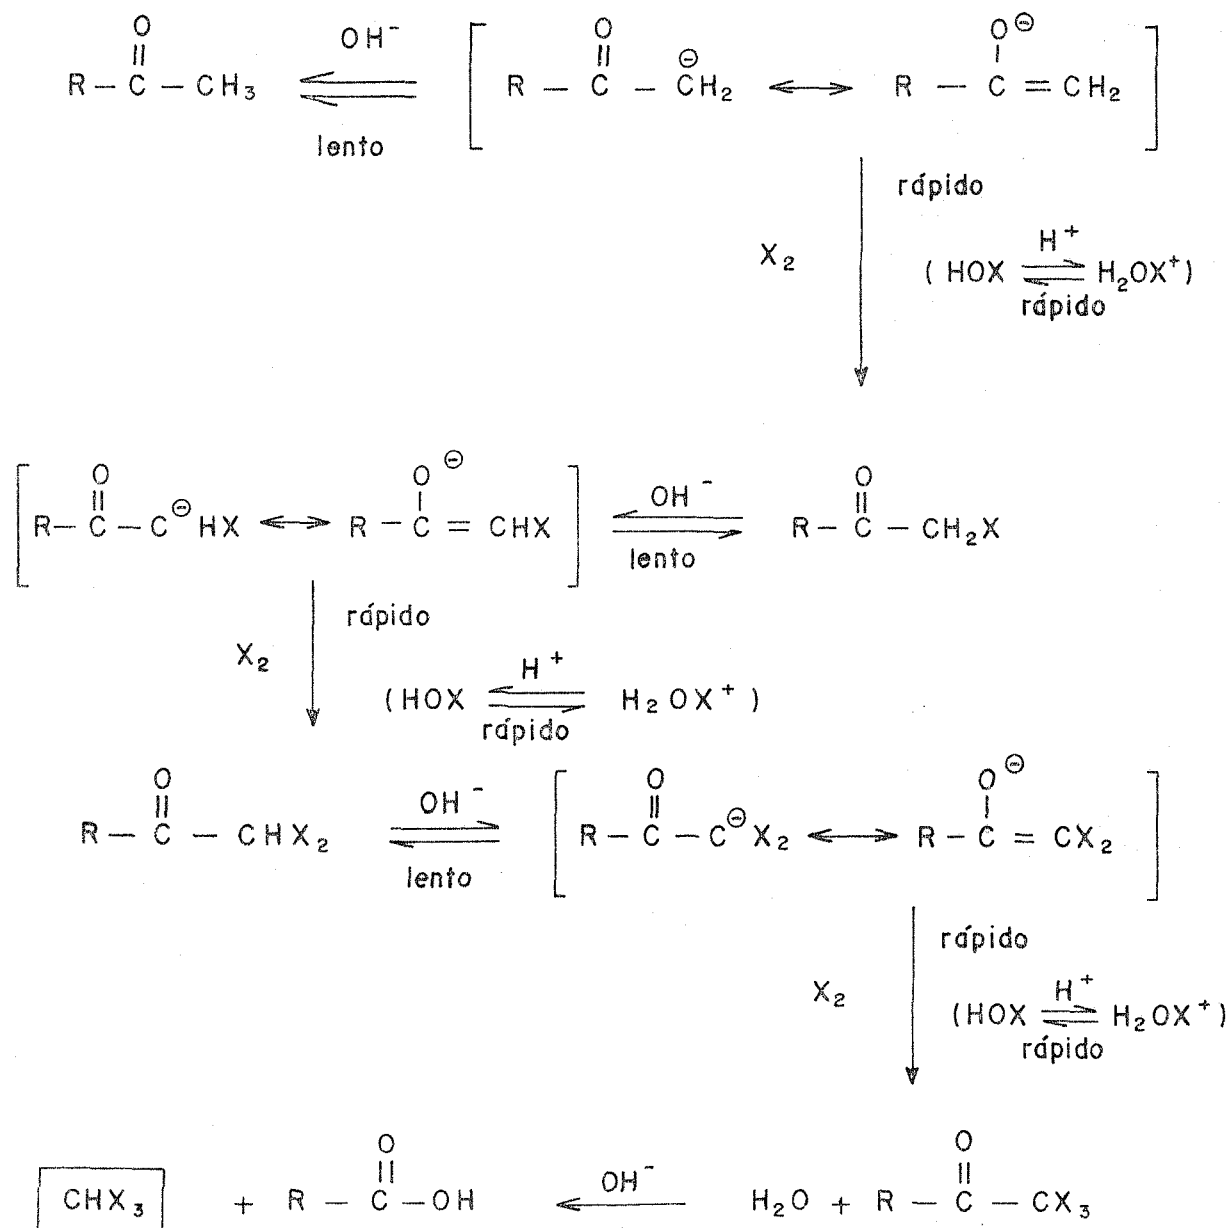 R – C(=O) – CH₃ ⇌ OH⁻ lento [ R – C(=O) – C⊖H₂ ⟷ R – C(O⊖) = CH₂ ]
X₂ rápido
( HOX ⇌ H⁺ rápido H₂OX⁺ )
[ R – C(=O) – C⊖HX ⟷ R – C(O⊖) = CHX ] ⇌ OH⁻ lento R – C(=O) – CH₂X
X₂ rápido
( HOX ⇌ H⁺ rápido H₂OX⁺ )
R – C(=O) – CHX₂ ⇌ OH⁻ lento [ R – C(=O) – C⊖X₂ ⟷ R – C(O⊖) = CX₂ ]
X₂ rápido
( HOX ⇌ H⁺ rápido H₂OX⁺ )
CHX₃ + R – C(=O) – OH ← OH⁻ H₂O + R – C(=O) – CX₃